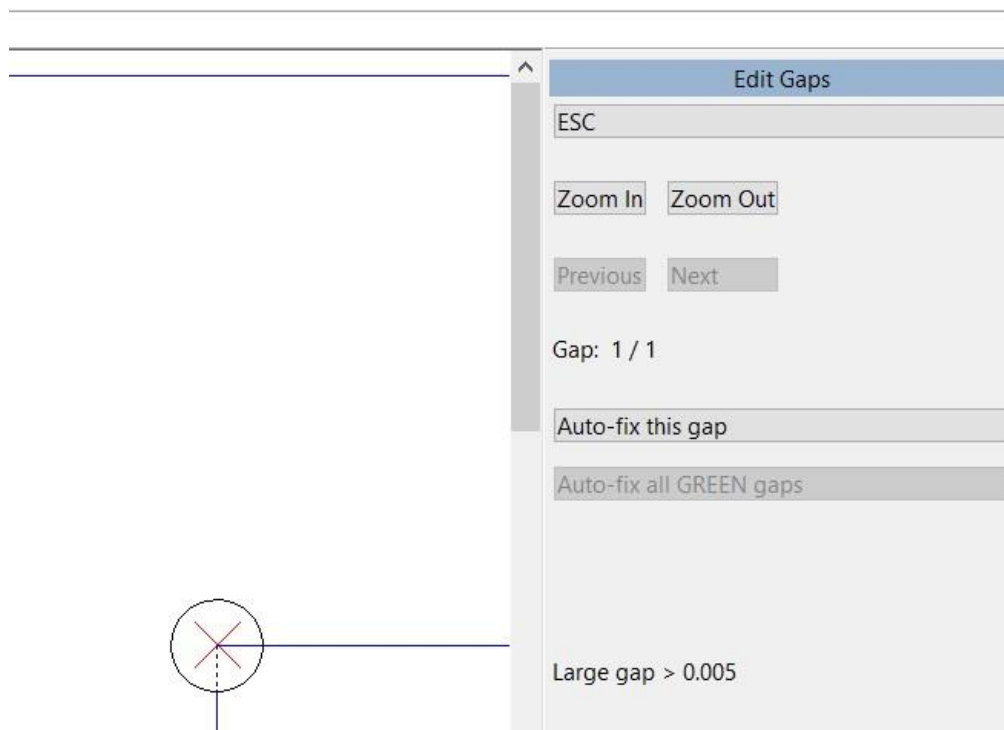 Edit Gaps
ESC
Zoom In Zoom Out
Previous Next
Gap: 1 / 1
Auto-fix this gap
Auto-fix all GREEN gaps
Large gap > 0.005